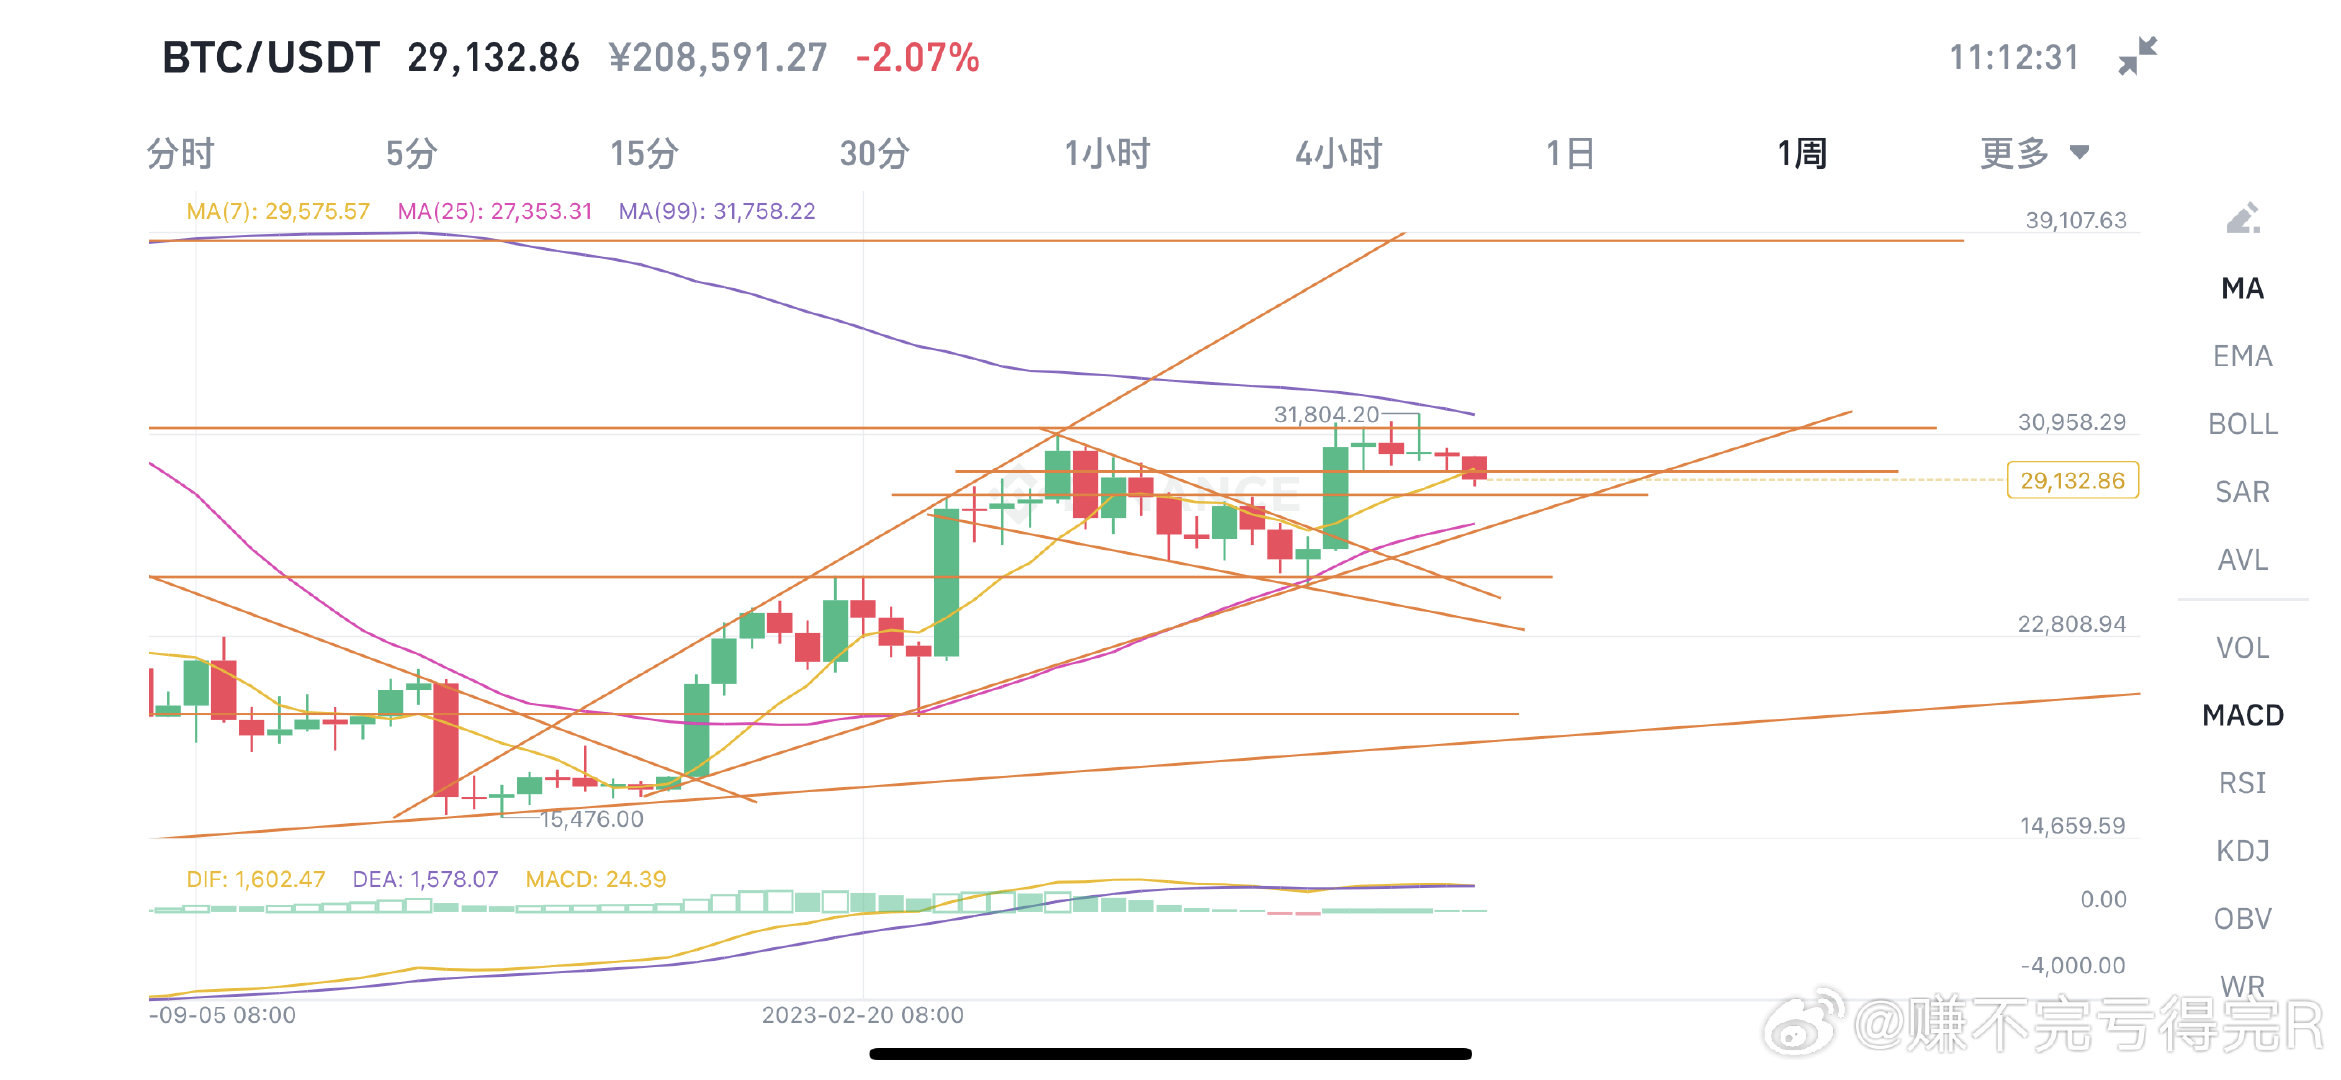 BTC/USDT 29,132.86 ¥208,591.27 -2.07% 11:12:31
分时 5分 15分 30分 1小时 4小时 1日 1周 更多
MA(7): 29,575.57 MA(25): 27,353.31 MA(99): 31,758.22
39,107.63
MA
EMA
31,804.20
30,958.29
BOLL
29,132.86
SAR
AVL
22,808.94
VOL
MACD
RSI
15,476.00
14,659.59
KDJ
DIF: 1,602.47 DEA: 1,578.07 MACD: 24.39
0.00
OBV
-4,000.00
WR
-09-05 08:00 2023-02-20 08:00
@赚不完亏得完R